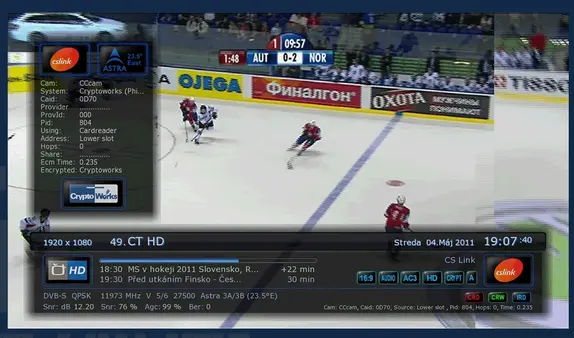 1 09:57
1:48 AUT 0-2 NOR
cslink
ASTRA
23.5°
East
Cam: CCcam
System: Cryptoworks (Phi...
Caid: 0D70
Provider ...............
ProvId: 000
Pid: 804
Using: Cardreader
Address: Lower slot
Hops: 0
Share: ...............
Ecm Time: 0.235
Encrypted: Cryptoworks
CryptoWorks
OJEGA
Финалгон®
ОХОТА
МУЖЧИНЫ
ПОНИМАЮТ
41
1920 x 1080 49. CT HD Streda 04.Máj 2011 19:07:40
HD
18:30 MS v hokeji 2011 Slovensko, R... +22 min
19:30 Před utkáním Finsko - Čes... 30 min
CS Link
16:9 AUDIO AC3 HD CRPT A
cslink
DVB-S QPSK 11973 MHz V 5/6 27500 Astra 3A/3B (23.5°E)
CRD CRW IRD
Snr: dB 12.20 Snr: 76 % Agc: 99 % Ber: 0
Cam: CCcam, Caid: 0D70, Source: Lower slot , Pid: 804, Hops: 0, Time: 0.235